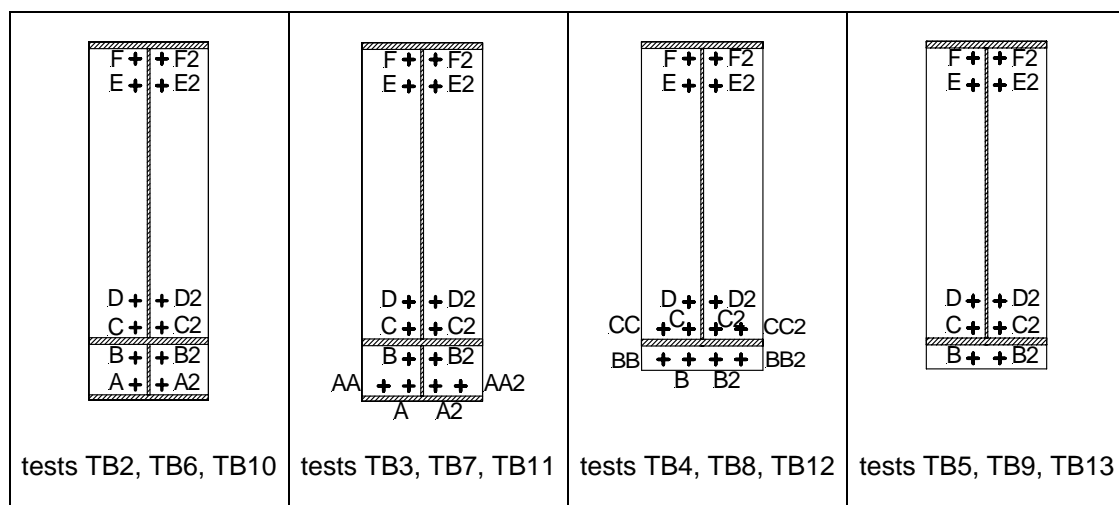 F F2
E E2
D D2
C C2
B B2
A A2
tests TB2, TB6, TB10
F F2
E E2
D D2
C C2
B B2
AA AA2
A A2
tests TB3, TB7, TB11
F F2
E E2
D D2
CC C C2 CC2
BB BB2
B B2
tests TB4, TB8, TB12
F F2
E E2
D D2
C C2
B B2
tests TB5, TB9, TB13